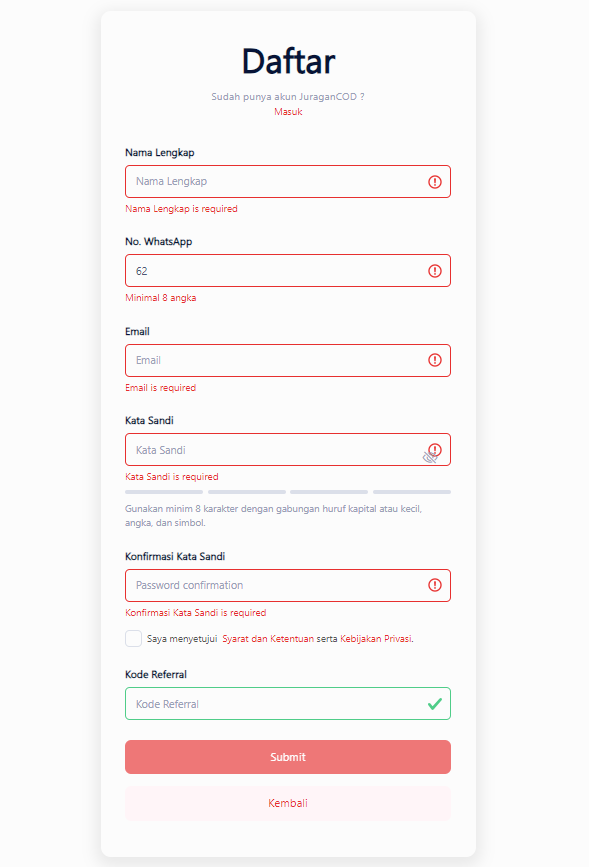 Daftar
Sudah punya akun JuraganCOD ?
Masuk
Nama Lengkap
Nama Lengkap
Nama Lengkap is required
No. WhatsApp
62
Minimal 8 angka
Email
Email
Email is required
Kata Sandi
Kata Sandi
Kata Sandi is required
Gunakan minim 8 karakter dengan gabungan huruf kapital atau kecil,
angka, dan simbol.
Konfirmasi Kata Sandi
Password confirmation
Konfirmasi Kata Sandi is required
Saya menyetujui Syarat dan Ketentuan serta Kebijakan Privasi.
Kode Referral
Kode Referral
Submit
Kembali